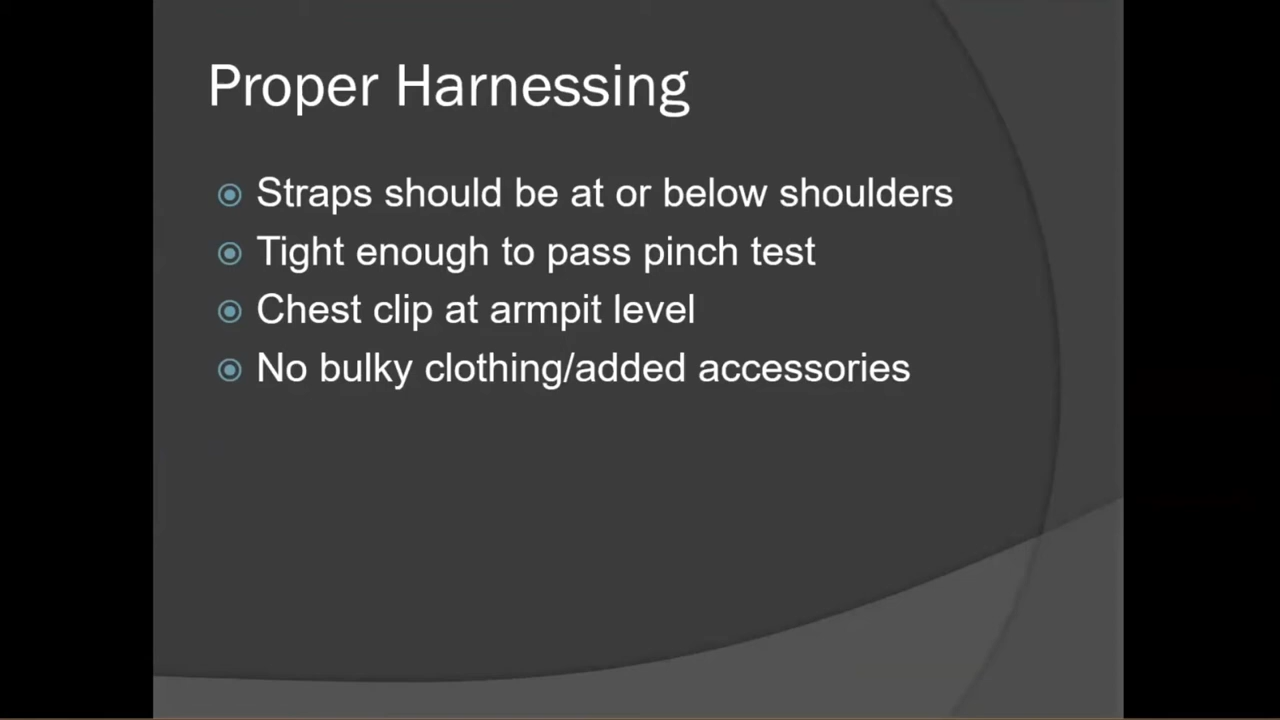 Proper Harnessing
Straps should be at or below shoulders
Tight enough to pass pinch test
Chest clip at armpit level
No bulky clothing/added accessories